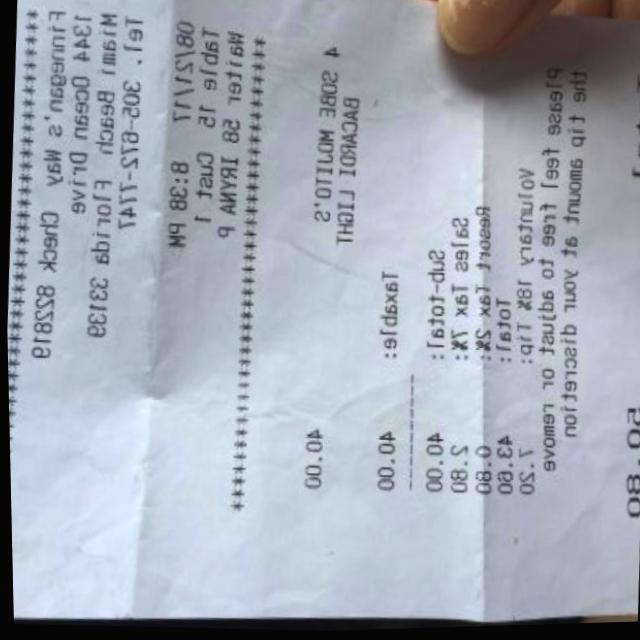 ********************************
Finnegan's Way Check 822819
1344 Ocean Drive
Miami Beach Florida 33139
Tel. 305-672-7747
08/21/17 8:38 PM
Table 15 Cust 1
Waiter 58 IRYNA P
********************************
4 SOBE MOJITO'S 40.00
BACARDI LIGHT
Taxable: 40.00
Sub-total: 40.00
Sales Tax 7%: 2.80
Resort Tax 2%: 0.80
Total: 43.60
Voluntary 18% Tip: 7.20
Please feel free to adjust or remove
the tip amount at your discretion
50.80